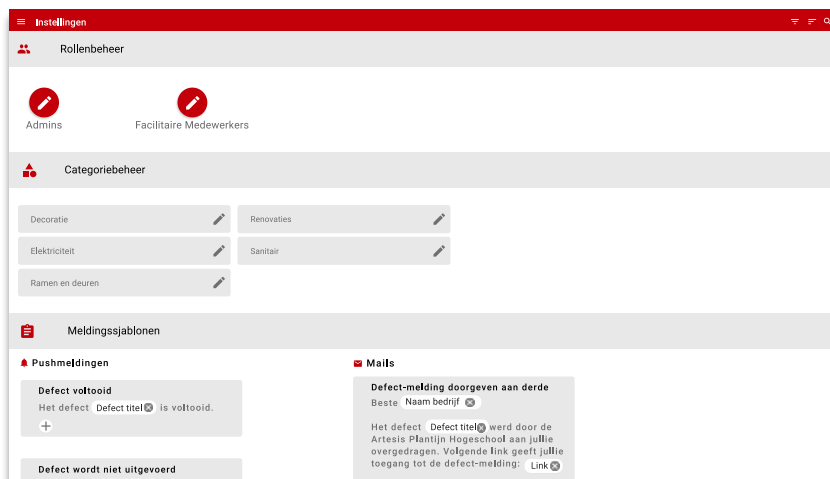 Instellingen
Rollenbeheer
Admins
Facilitaire Medewerkers
Categoriebeheer
Decoratie
Renovaties
Elektriciteit
Sanitair
Ramen en deuren
Meldingssjablonen
Pushmeldingen
Defect voltooid
Het defect Defect titel is voltooid.
Defect wordt niet uitgevoerd
Mails
Defect-melding doorgeven aan derde
Beste Naam bedrijf
Het defect Defect titel werd door de
Artesis Plantijn Hogeschool aan jullie
overgedragen. Volgende link geeft jullie
toegang tot de defect-melding: Link